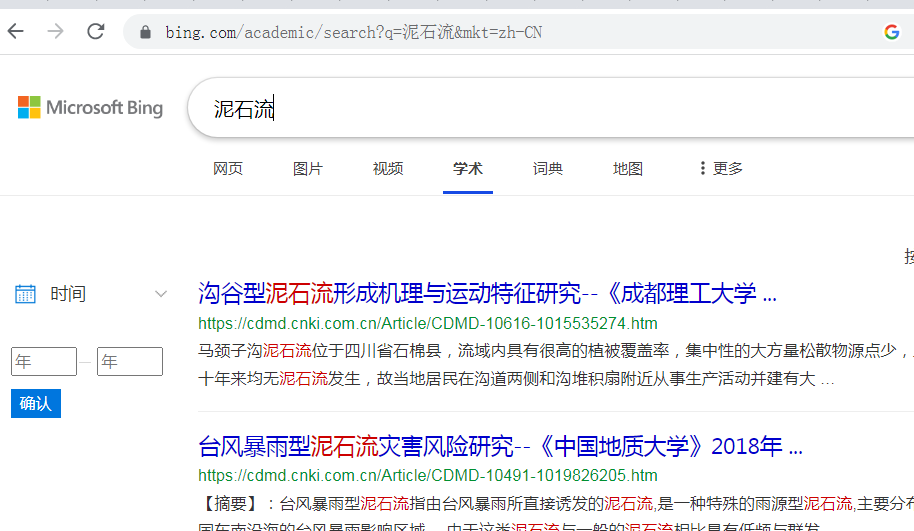 bing.com/academic/search?q=泥石流&mkt=zh-CN
Microsoft Bing
泥石流
网页 图片 视频 学术 词典 地图 更多
时间
年 — 年
确认
沟谷型泥石流形成机理与运动特征研究--《成都理工大学 ...
https://cdmd.cnki.com.cn/Article/CDMD-10616-1015535274.htm
马颈子沟泥石流位于四川省石棉县，流域内具有很高的植被覆盖率，集中性的大方量松散物源点少，
十年来均无泥石流发生，故当地居民在沟道两侧和沟堆积扇附近从事生产活动并建有大 ...
台风暴雨型泥石流灾害风险研究--《中国地质大学》2018年 ...
https://cdmd.cnki.com.cn/Article/CDMD-10491-1019826205.htm
【摘要】：台风暴雨型泥石流指由台风暴雨所直接诱发的泥石流,是一种特殊的雨源型泥石流,主要分布